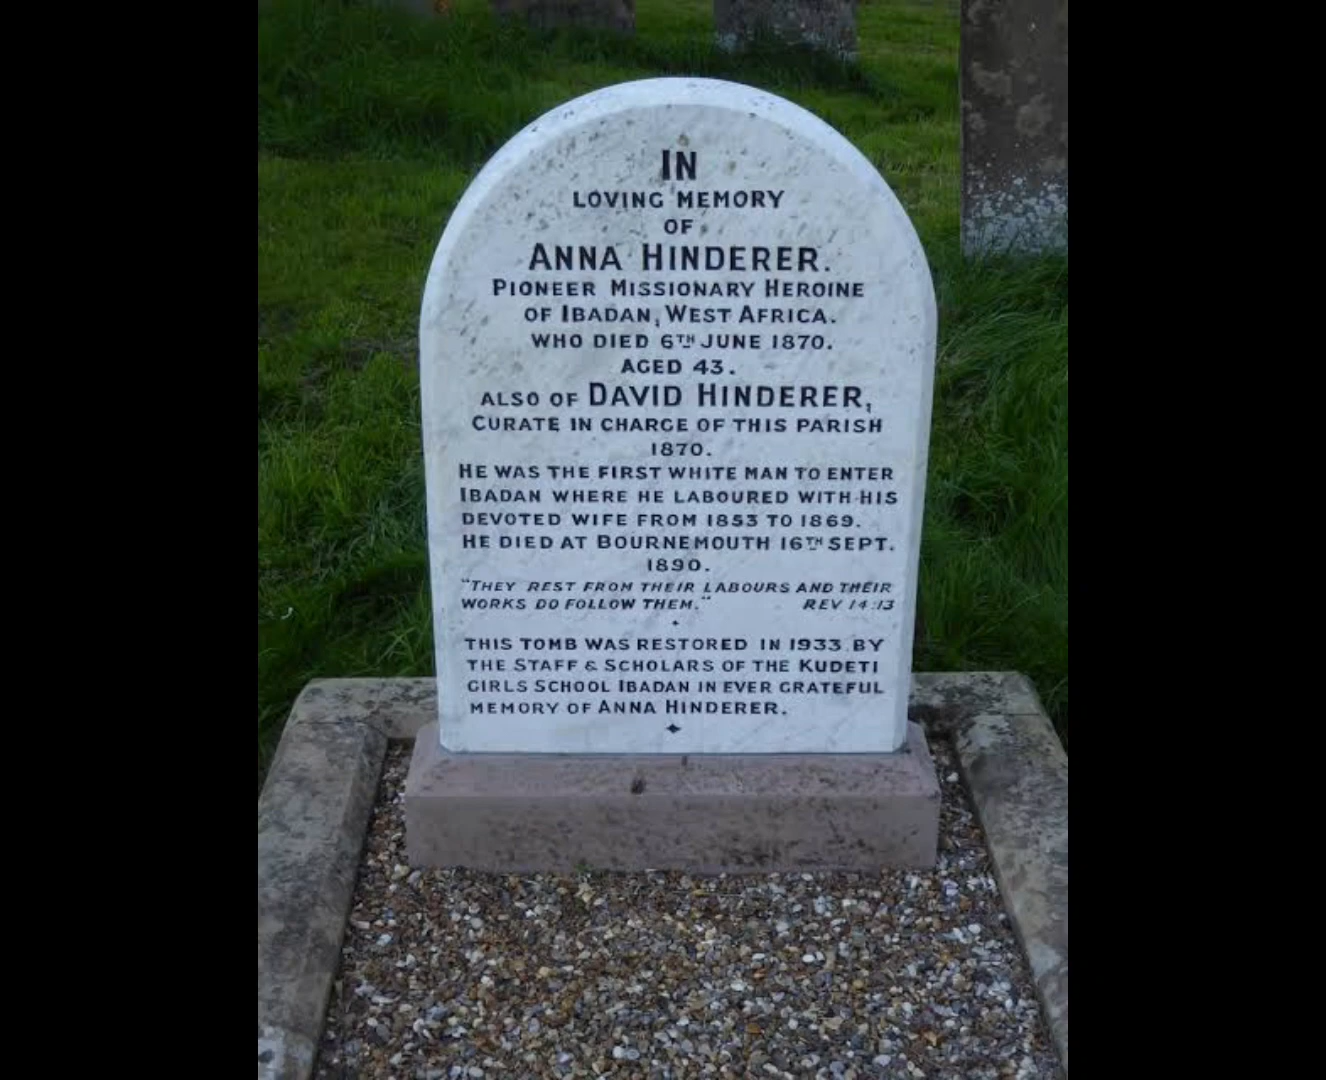 IN
LOVING MEMORY
OF
ANNA HINDERER.
PIONEER MISSIONARY HEROINE
OF IBADAN, WEST AFRICA.
WHO DIED 6TH JUNE 1870.
AGED 43.
ALSO OF DAVID HINDERER,
CURATE IN CHARGE OF THIS PARISH
1870.
HE WAS THE FIRST WHITE MAN TO ENTER
IBADAN WHERE HE LABOURED WITH HIS
DEVOTED WIFE FROM 1853 TO 1869.
HE DIED AT BOURNEMOUTH 16TH SEPT.
1890.
"THEY REST FROM THEIR LABOURS AND THEIR
WORKS DO FOLLOW THEM." REV 14:13
THIS TOMB WAS RESTORED IN 1933 BY
THE STAFF & SCHOLARS OF THE KUDETI
GIRLS SCHOOL IBADAN IN EVER GRATEFUL
MEMORY OF ANNA HINDERER.